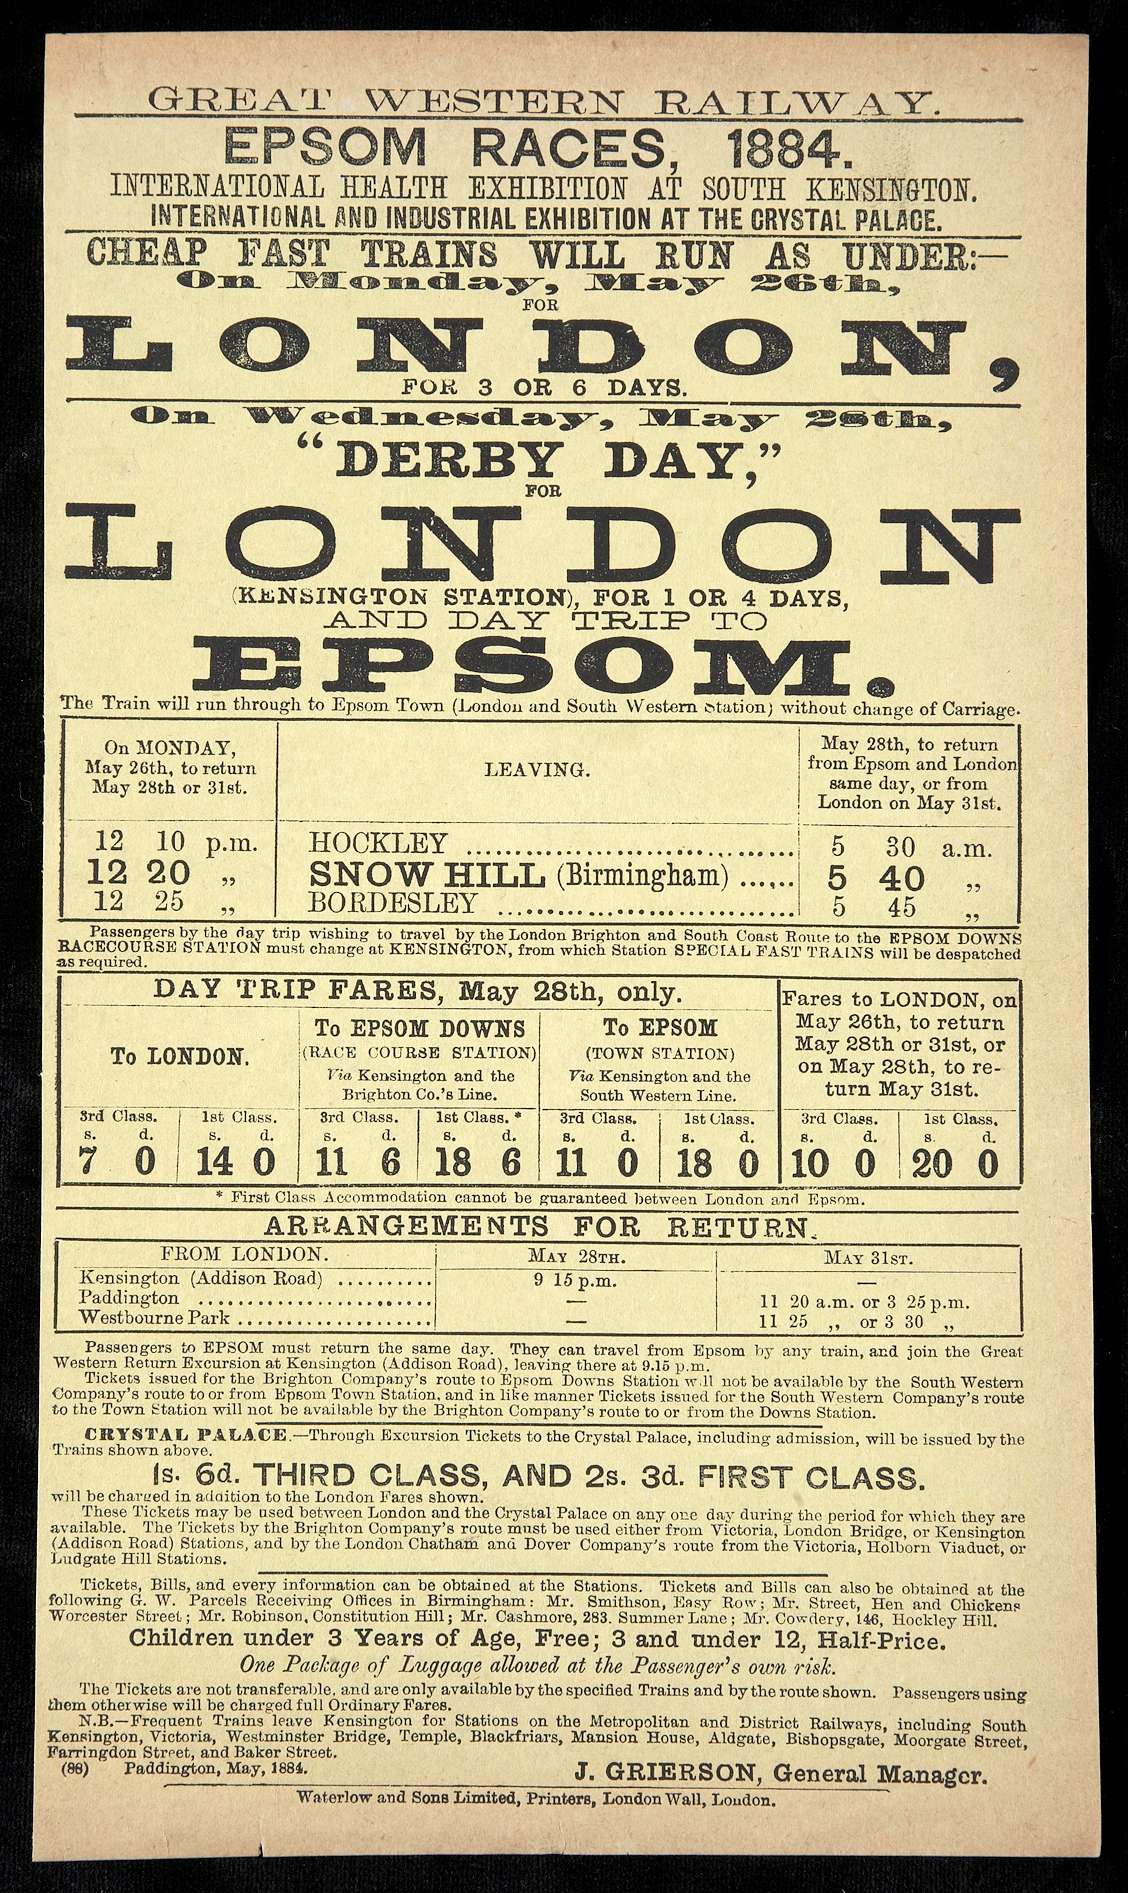 GREAT WESTERN RAILWAY.
EPSOM RACES, 1884.
INTERNATIONAL HEALTH EXHIBITION AT SOUTH KENSINGTON.
INTERNATIONAL AND INDUSTRIAL EXHIBITION AT THE CRYSTAL PALACE.
CHEAP FAST TRAINS WILL RUN AS UNDER:—
On Monday, May 26th,
FOR
LONDON,
FOR 3 OR 6 DAYS.
On Wednesday, May 28th,
"DERBY DAY,"
FOR
LONDON
(KENSINGTON STATION), FOR 1 OR 4 DAYS,
AND DAY TRIP TO
EPSOM.
The Train will run through to Epsom Town (London and South Western Station) without change of Carriage.
On MONDAY, May 26th, to return May 28th or 31st. LEAVING. May 28th, to return from Epsom and London same day, or from London on May 31st.
12 10 p.m. HOCKLEY .......... 5 30 a.m.
12 20 „ SNOW HILL (Birmingham) ...... 5 40 „
12 25 „ BORDESLEY .......... 5 45 „
Passengers by the day trip wishing to travel by the London Brighton and South Coast Route to the EPSOM DOWNS
RACECOURSE STATION must change at KENSINGTON, from which Station SPECIAL FAST TRAINS will be despatched
as required.
DAY TRIP FARES, May 28th, only.
To LONDON.
To EPSOM DOWNS
(RACE COURSE STATION)
Via Kensington and the
Brighton Co.'s Line.
To EPSOM
(TOWN STATION)
Via Kensington and the
South Western Line.
Fares to LONDON, on
May 26th, to return
May 28th or 31st, or
on May 28th, to re-
turn May 31st.
3rd Class. 1st Class. 3rd Class. 1st Class.* 3rd Class. 1st Class. 3rd Class. 1st Class.
s. d. s. d. s. d. s. d. s. d. s. d. s. d. s. d.
7 0 14 0 11 6 18 6 11 0 18 0 10 0 20 0
* First Class Accommodation cannot be guaranteed between London and Epsom.
ARRANGEMENTS FOR RETURN.
FROM LONDON. MAY 28TH. MAY 31ST.
Kensington (Addison Road) .......... 9 15 p.m. —
Paddington .......... — 11 20 a.m. or 3 25 p.m.
Westbourne Park .......... — 11 25 „ or 3 30 „
Passengers to EPSOM must return the same day. They can travel from Epsom by any train, and join the Great
Western Return Excursion at Kensington (Addison Road), leaving there at 9.15 p.m.
Tickets issued for the Brighton Company's route to Epsom Downs Station will not be available by the South Western
Company's route to or from Epsom Town Station, and in like manner Tickets issued for the South Western Company's route
to the Town Station will not be available by the Brighton Company's route to or from the Downs Station.
CRYSTAL PALACE.—Through Excursion Tickets to the Crystal Palace, including admission, will be issued by the
Trains shown above.
1s. 6d. THIRD CLASS, AND 2s. 3d. FIRST CLASS.
will be charged in addition to the London Fares shown.
These Tickets may be used between London and the Crystal Palace on any one day during the period for which they are
available. The Tickets by the Brighton Company's route must be used either from Victoria, London Bridge, or Kensington
(Addison Road) Stations, and by the London Chatham and Dover Company's route from the Victoria, Holborn Viaduct, or
Ludgate Hill Stations.
Tickets, Bills, and every information can be obtained at the Stations. Tickets and Bills can also be obtained at the
following G. W. Parcels Receiving Offices in Birmingham: Mr. Smithson, Easy Row; Mr. Street, Hen and Chickens
Worcester Street; Mr. Robinson, Constitution Hill; Mr. Cashmore, 283. Summer Lane; Mr. Cowdery, 146, Hockley Hill.
Children under 3 Years of Age, Free; 3 and under 12, Half-Price.
One Package of Luggage allowed at the Passenger's own risk.
The Tickets are not transferable, and are only available by the specified Trains and by the route shown. Passengers using
them otherwise will be charged full Ordinary Fares.
N.B.—Frequent Trains leave Kensington for Stations on the Metropolitan and District Railways, including South
Kensington, Victoria, Westminster Bridge, Temple, Blackfriars, Mansion House, Aldgate, Bishopsgate, Moorgate Street,
Farringdon Street, and Baker Street.
(88) Paddington, May, 1884. J. GRIERSON, General Manager.
Waterlow and Sons Limited, Printers, London Wall, London.